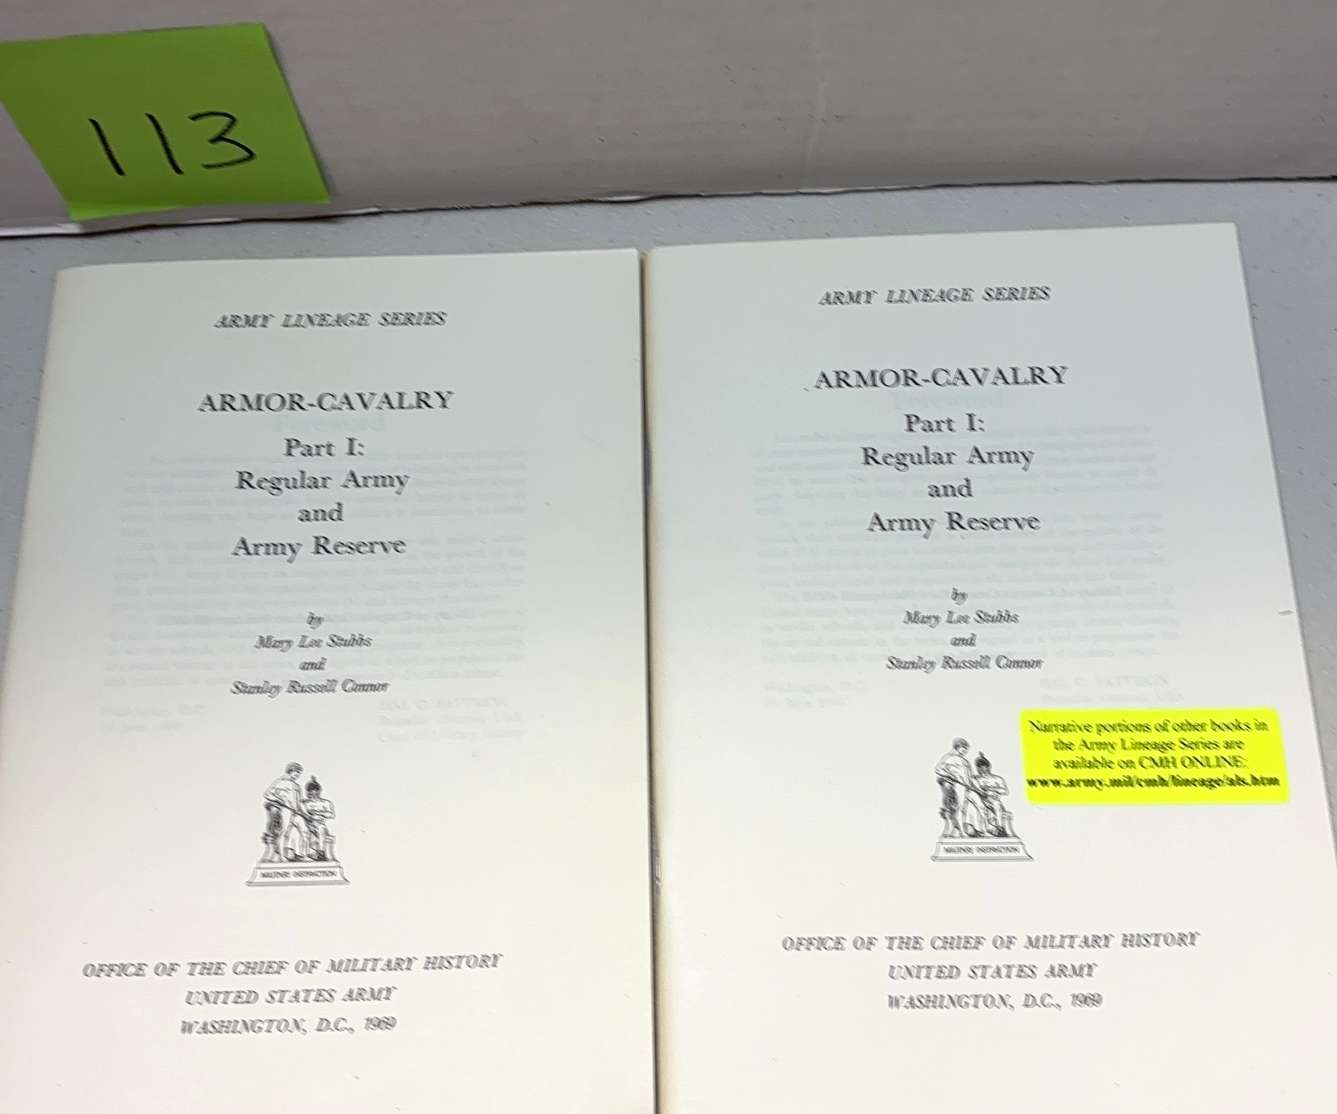 113
ARMY LINEAGE SERIES
ARMOR-CAVALRY
Part I:
Regular Army
and
Army Reserve
by
Mary Lee Stubbs
and
Stanley Russell Connor
OFFICE OF THE CHIEF OF MILITARY HISTORY
UNITED STATES ARMY
WASHINGTON, D.C., 1969
ARMY LINEAGE SERIES
ARMOR-CAVALRY
Part I:
Regular Army
and
Army Reserve
by
Mary Lee Stubbs
and
Stanley Russell Connor
Narrative portions of other books in
the Army Lineage Series are
available on CMH ONLINE:
www.army.mil/cmh/lineage/als.htm
OFFICE OF THE CHIEF OF MILITARY HISTORY
UNITED STATES ARMY
WASHINGTON, D.C., 1969